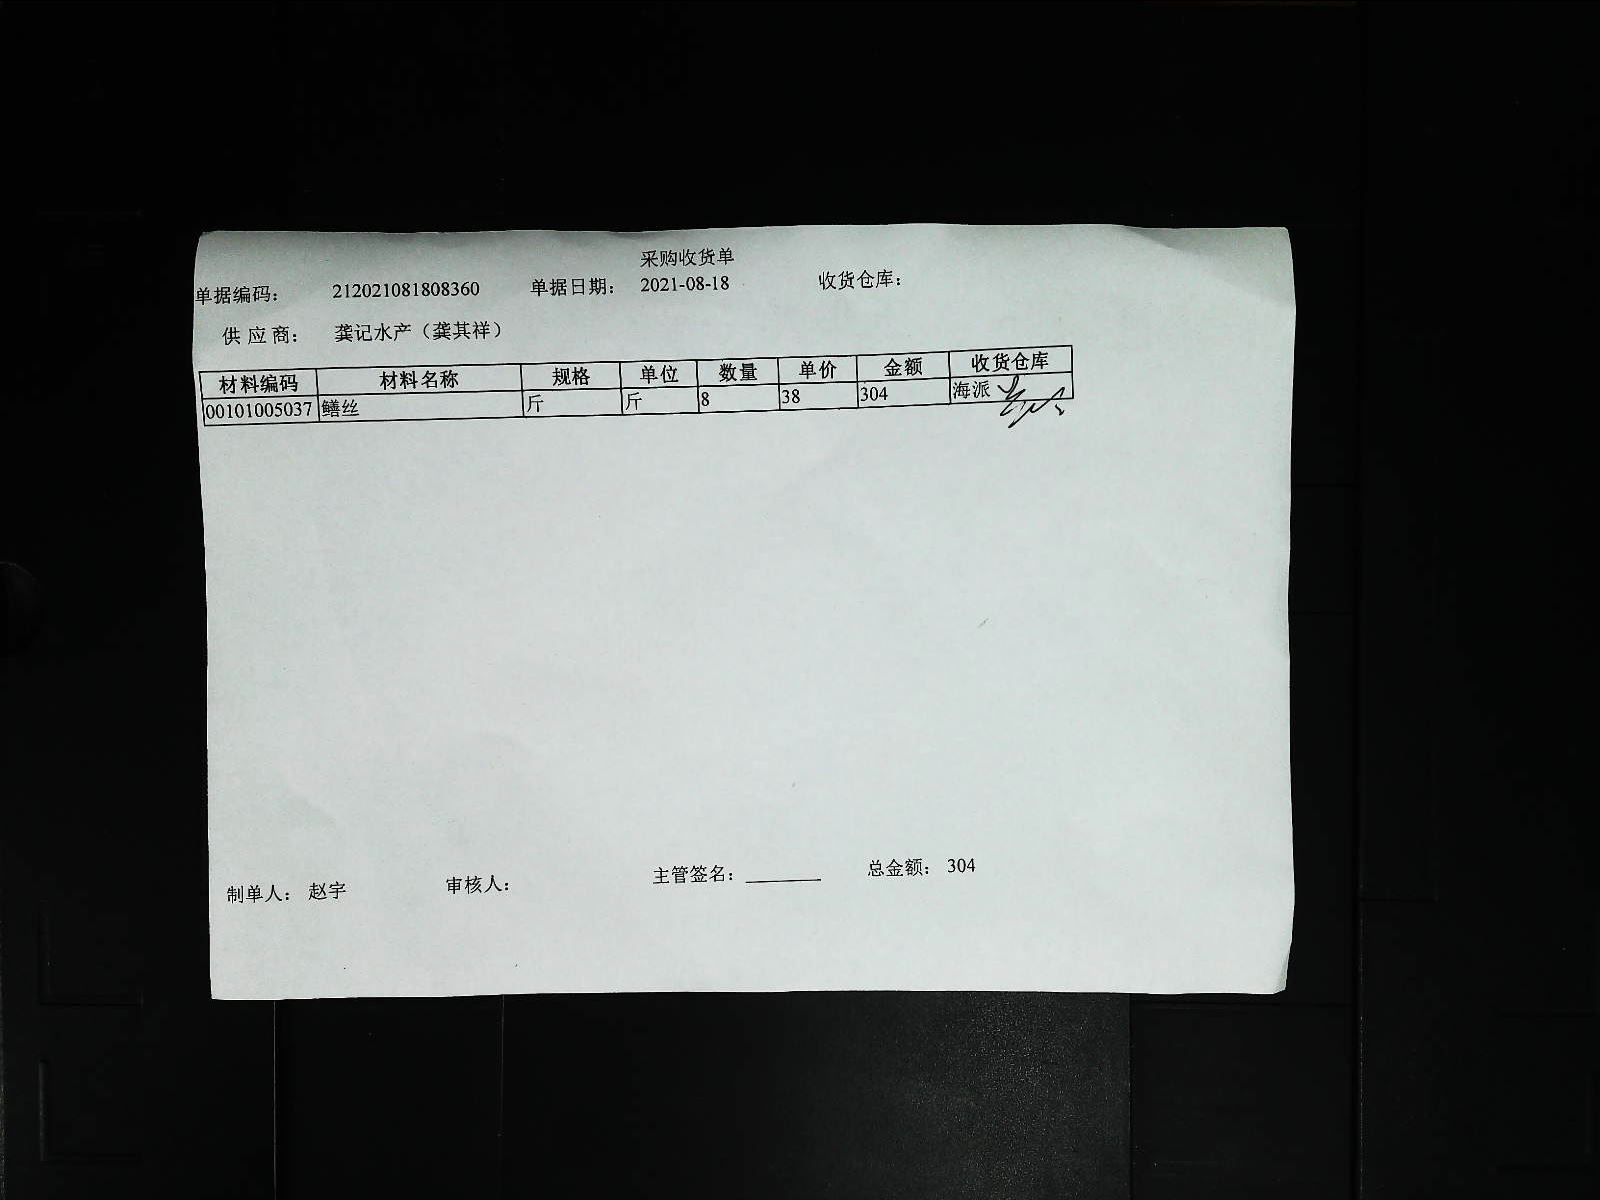 采购收货单
单据编码： 212021081808360 单据日期： 2021-08-18 收货仓库：
供 应 商： 龚记水产（龚其祥）
材料编码 材料名称 规格 单位 数量 单价 金额 收货仓库
00101005037 鳝丝 斤 斤 8 38 304 海派
制单人： 赵宇 审核人： 主管签名：________ 总金额： 304